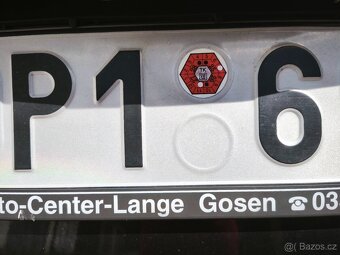 P1 6
to-Center-Lange Gosen ☎ 03
Bazos.cz